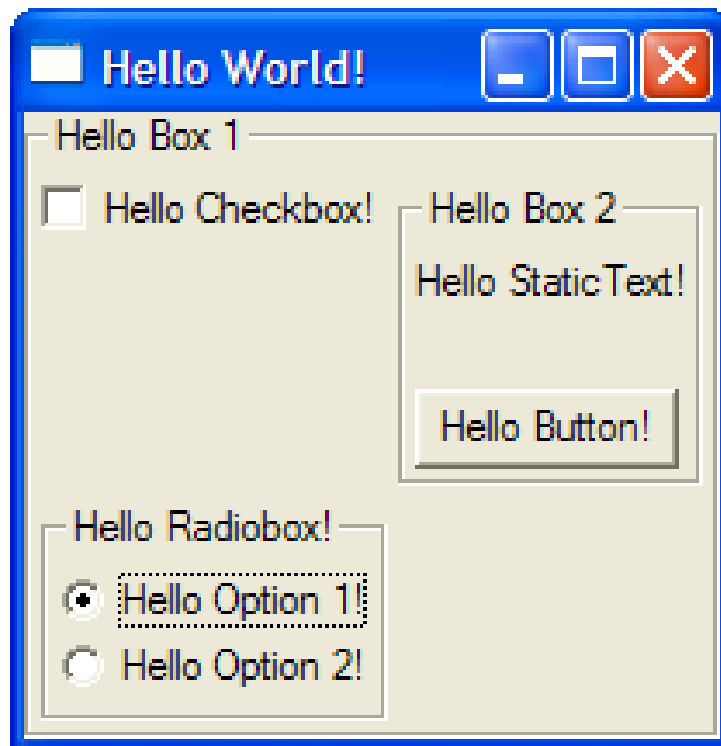 Hello World!
Hello Box 1
Hello Checkbox!
Hello Box 2
Hello StaticText!
Hello Button!
Hello Radiobox!
Hello Option 1!
Hello Option 2!